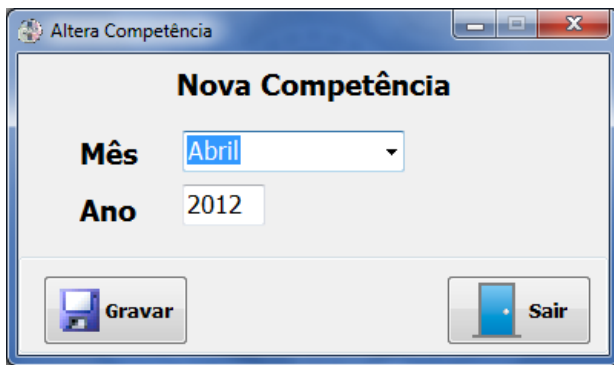 Altera Competência
Nova Competência
Mês Abril
Ano 2012
Gravar Sair